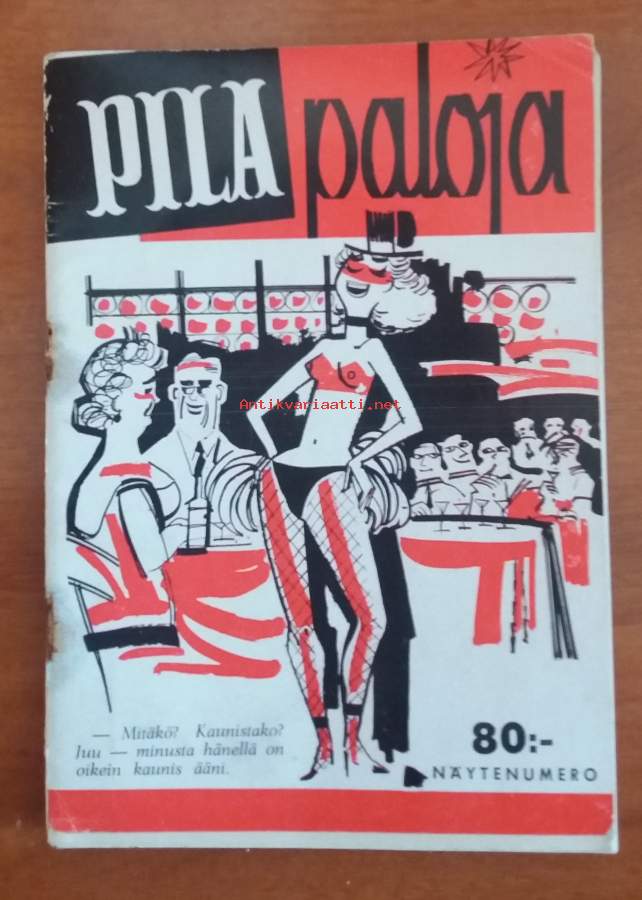 PILA paloja
Antikvariaatti.net
— Mitäkö? Kaunistako?
Juu — minusta hänellä on
oikein kaunis ääni.
80:-
NÄYTENUMERO